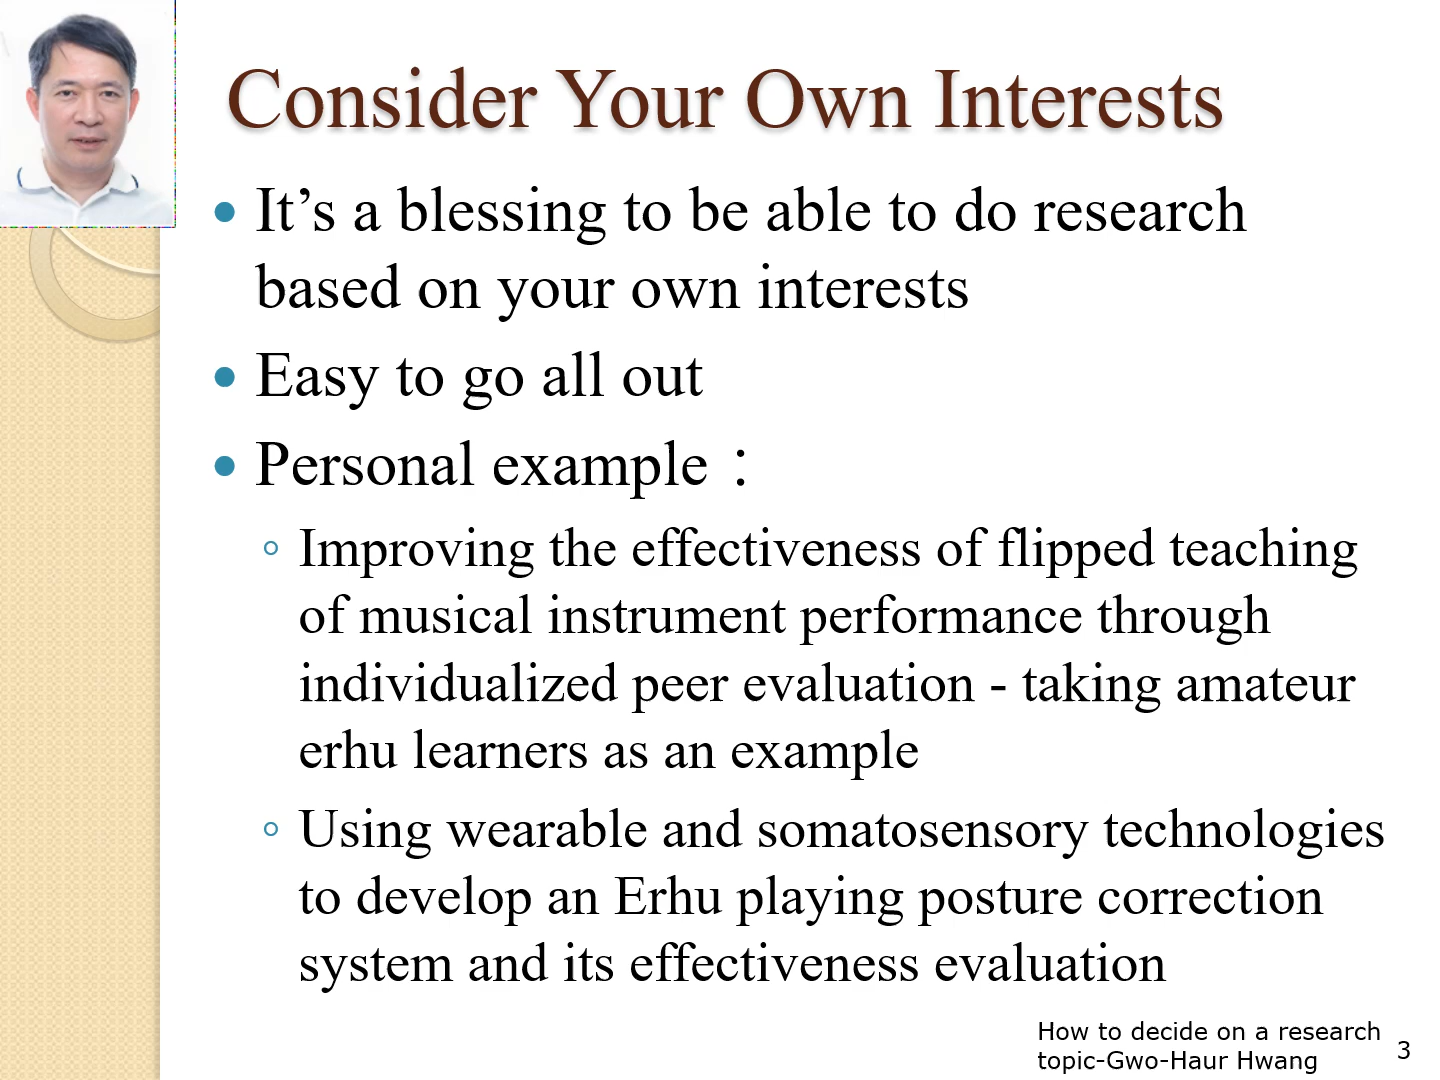 Consider Your Own Interests
• It’s a blessing to be able to do research
based on your own interests
• Easy to go all out
• Personal example：
◦ Improving the effectiveness of flipped teaching
of musical instrument performance through
individualized peer evaluation - taking amateur
erhu learners as an example
◦ Using wearable and somatosensory technologies
to develop an Erhu playing posture correction
system and its effectiveness evaluation
How to decide on a research
topic-Gwo-Haur Hwang
3